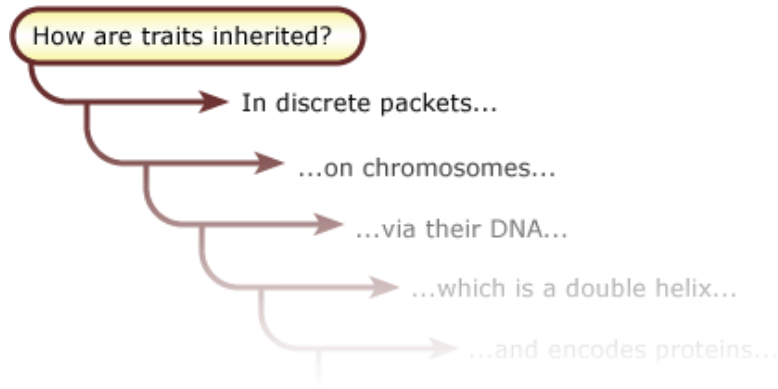 How are traits inherited?
In discrete packets...
...on chromosomes...
...via their DNA...
...which is a double helix...
...and encodes proteins...